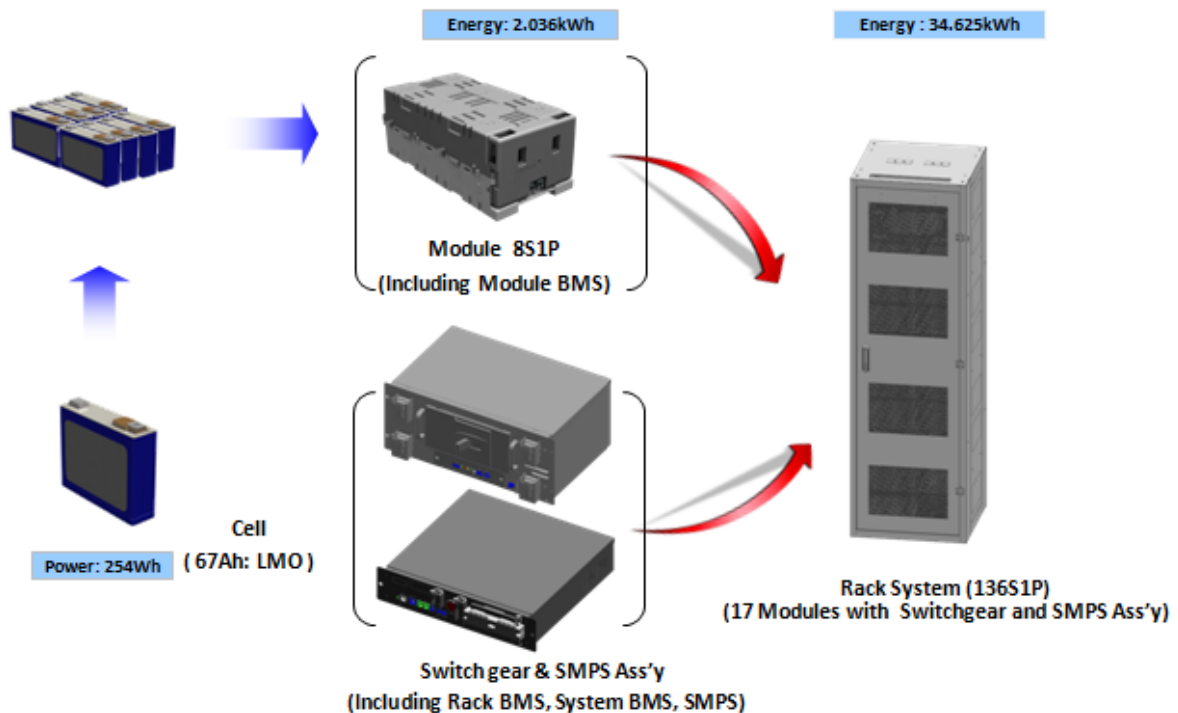 Energy: 2.036kWh
Energy : 34.625kWh
Module 8S1P
(Including Module BMS)
Cell
( 67Ah: LMO )
Power: 254Wh
Rack System (136S1P)
(17 Modules with Switchgear and SMPS Ass'y)
Switch gear & SMPS Ass'y
(Including Rack BMS, System BMS, SMPS)